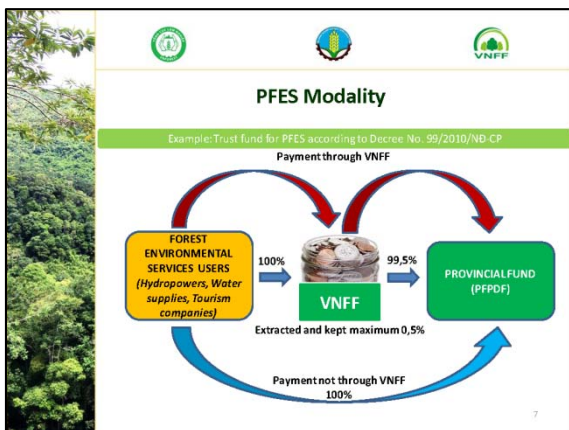 VNFF
PFES Modality
Example: Trust fund for PFES according to Decree No. 99/2010/NĐ-CP
Payment through VNFF
FOREST
ENVIRONMENTAL
SERVICES USERS
(Hydropowers, Water
supplies, Tourism
companies)
100%
VNFF
99,5%
PROVINCIAL FUND
(PFPDF)
Extracted and kept maximum 0,5%
Payment not through VNFF
100%
7